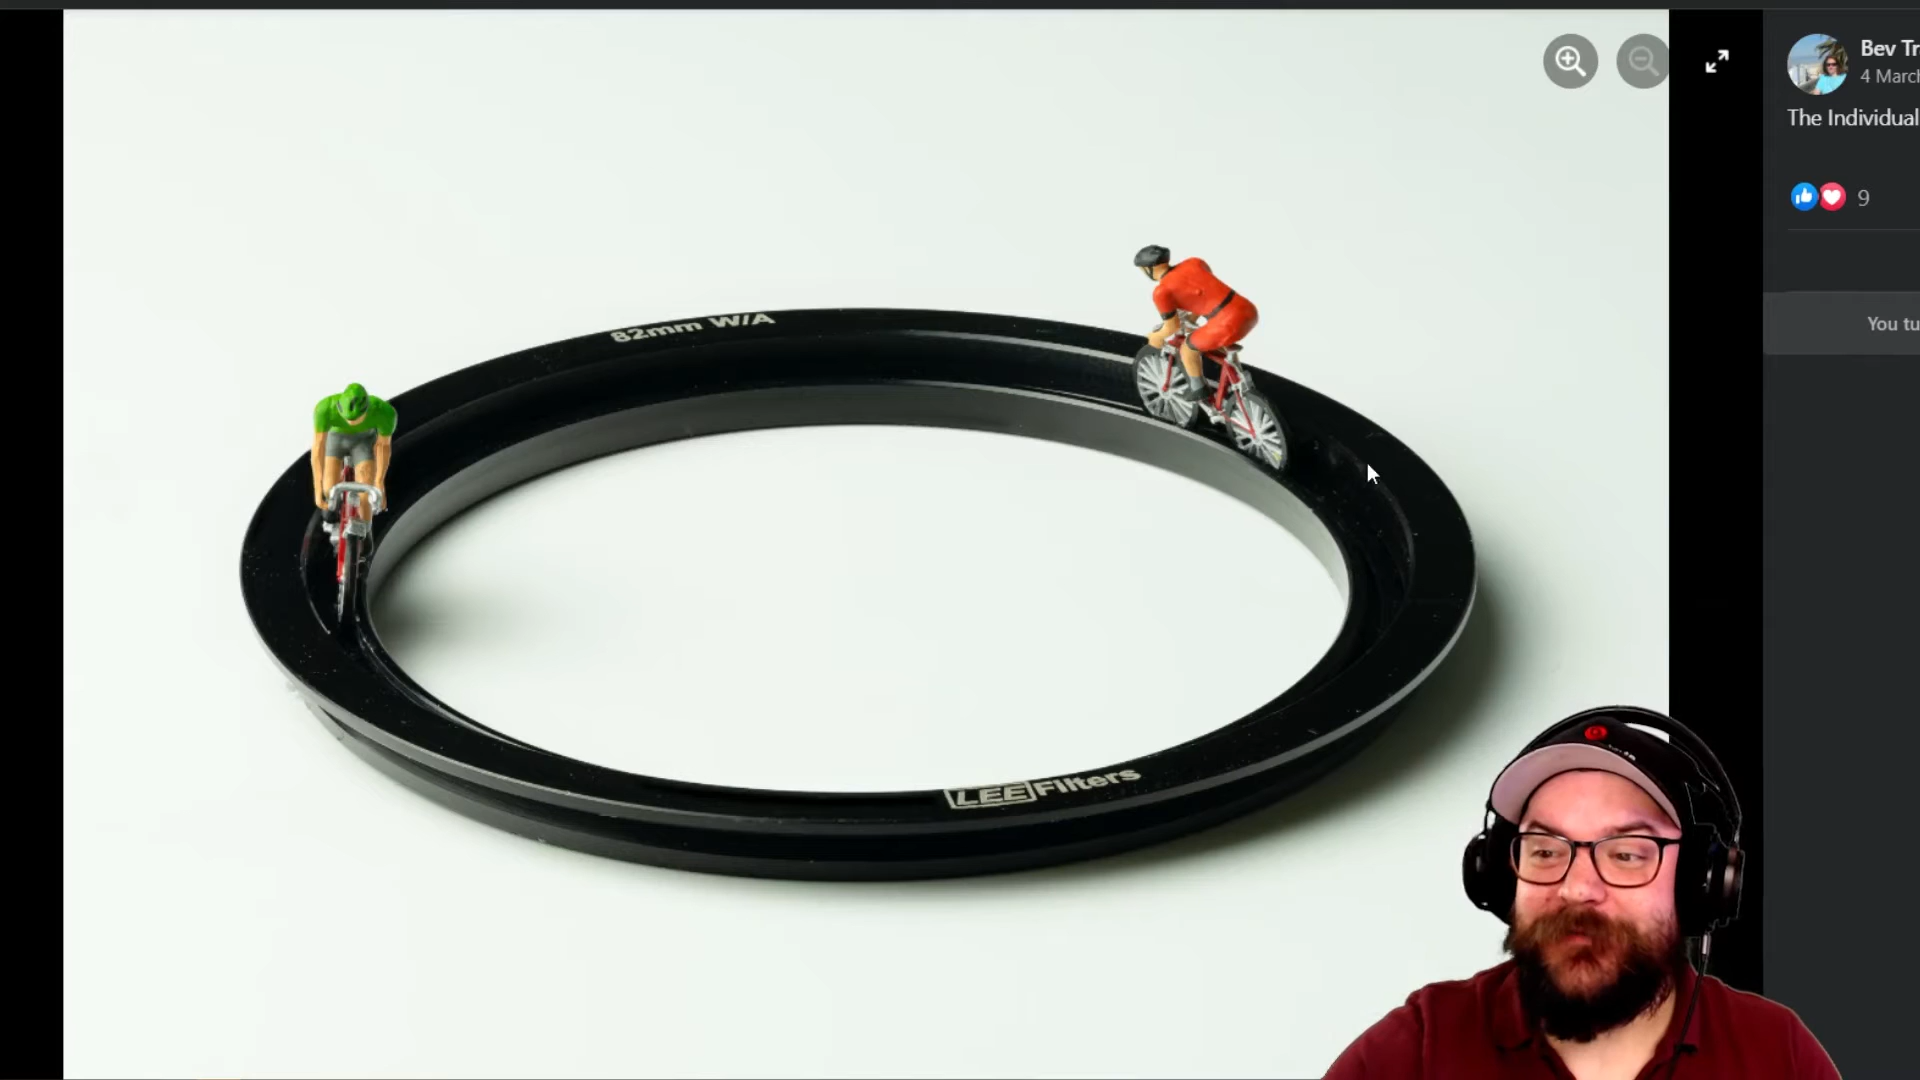 Bev Tr
4 March
The Individual
9
You tu
82mm W/A
LEE Filters